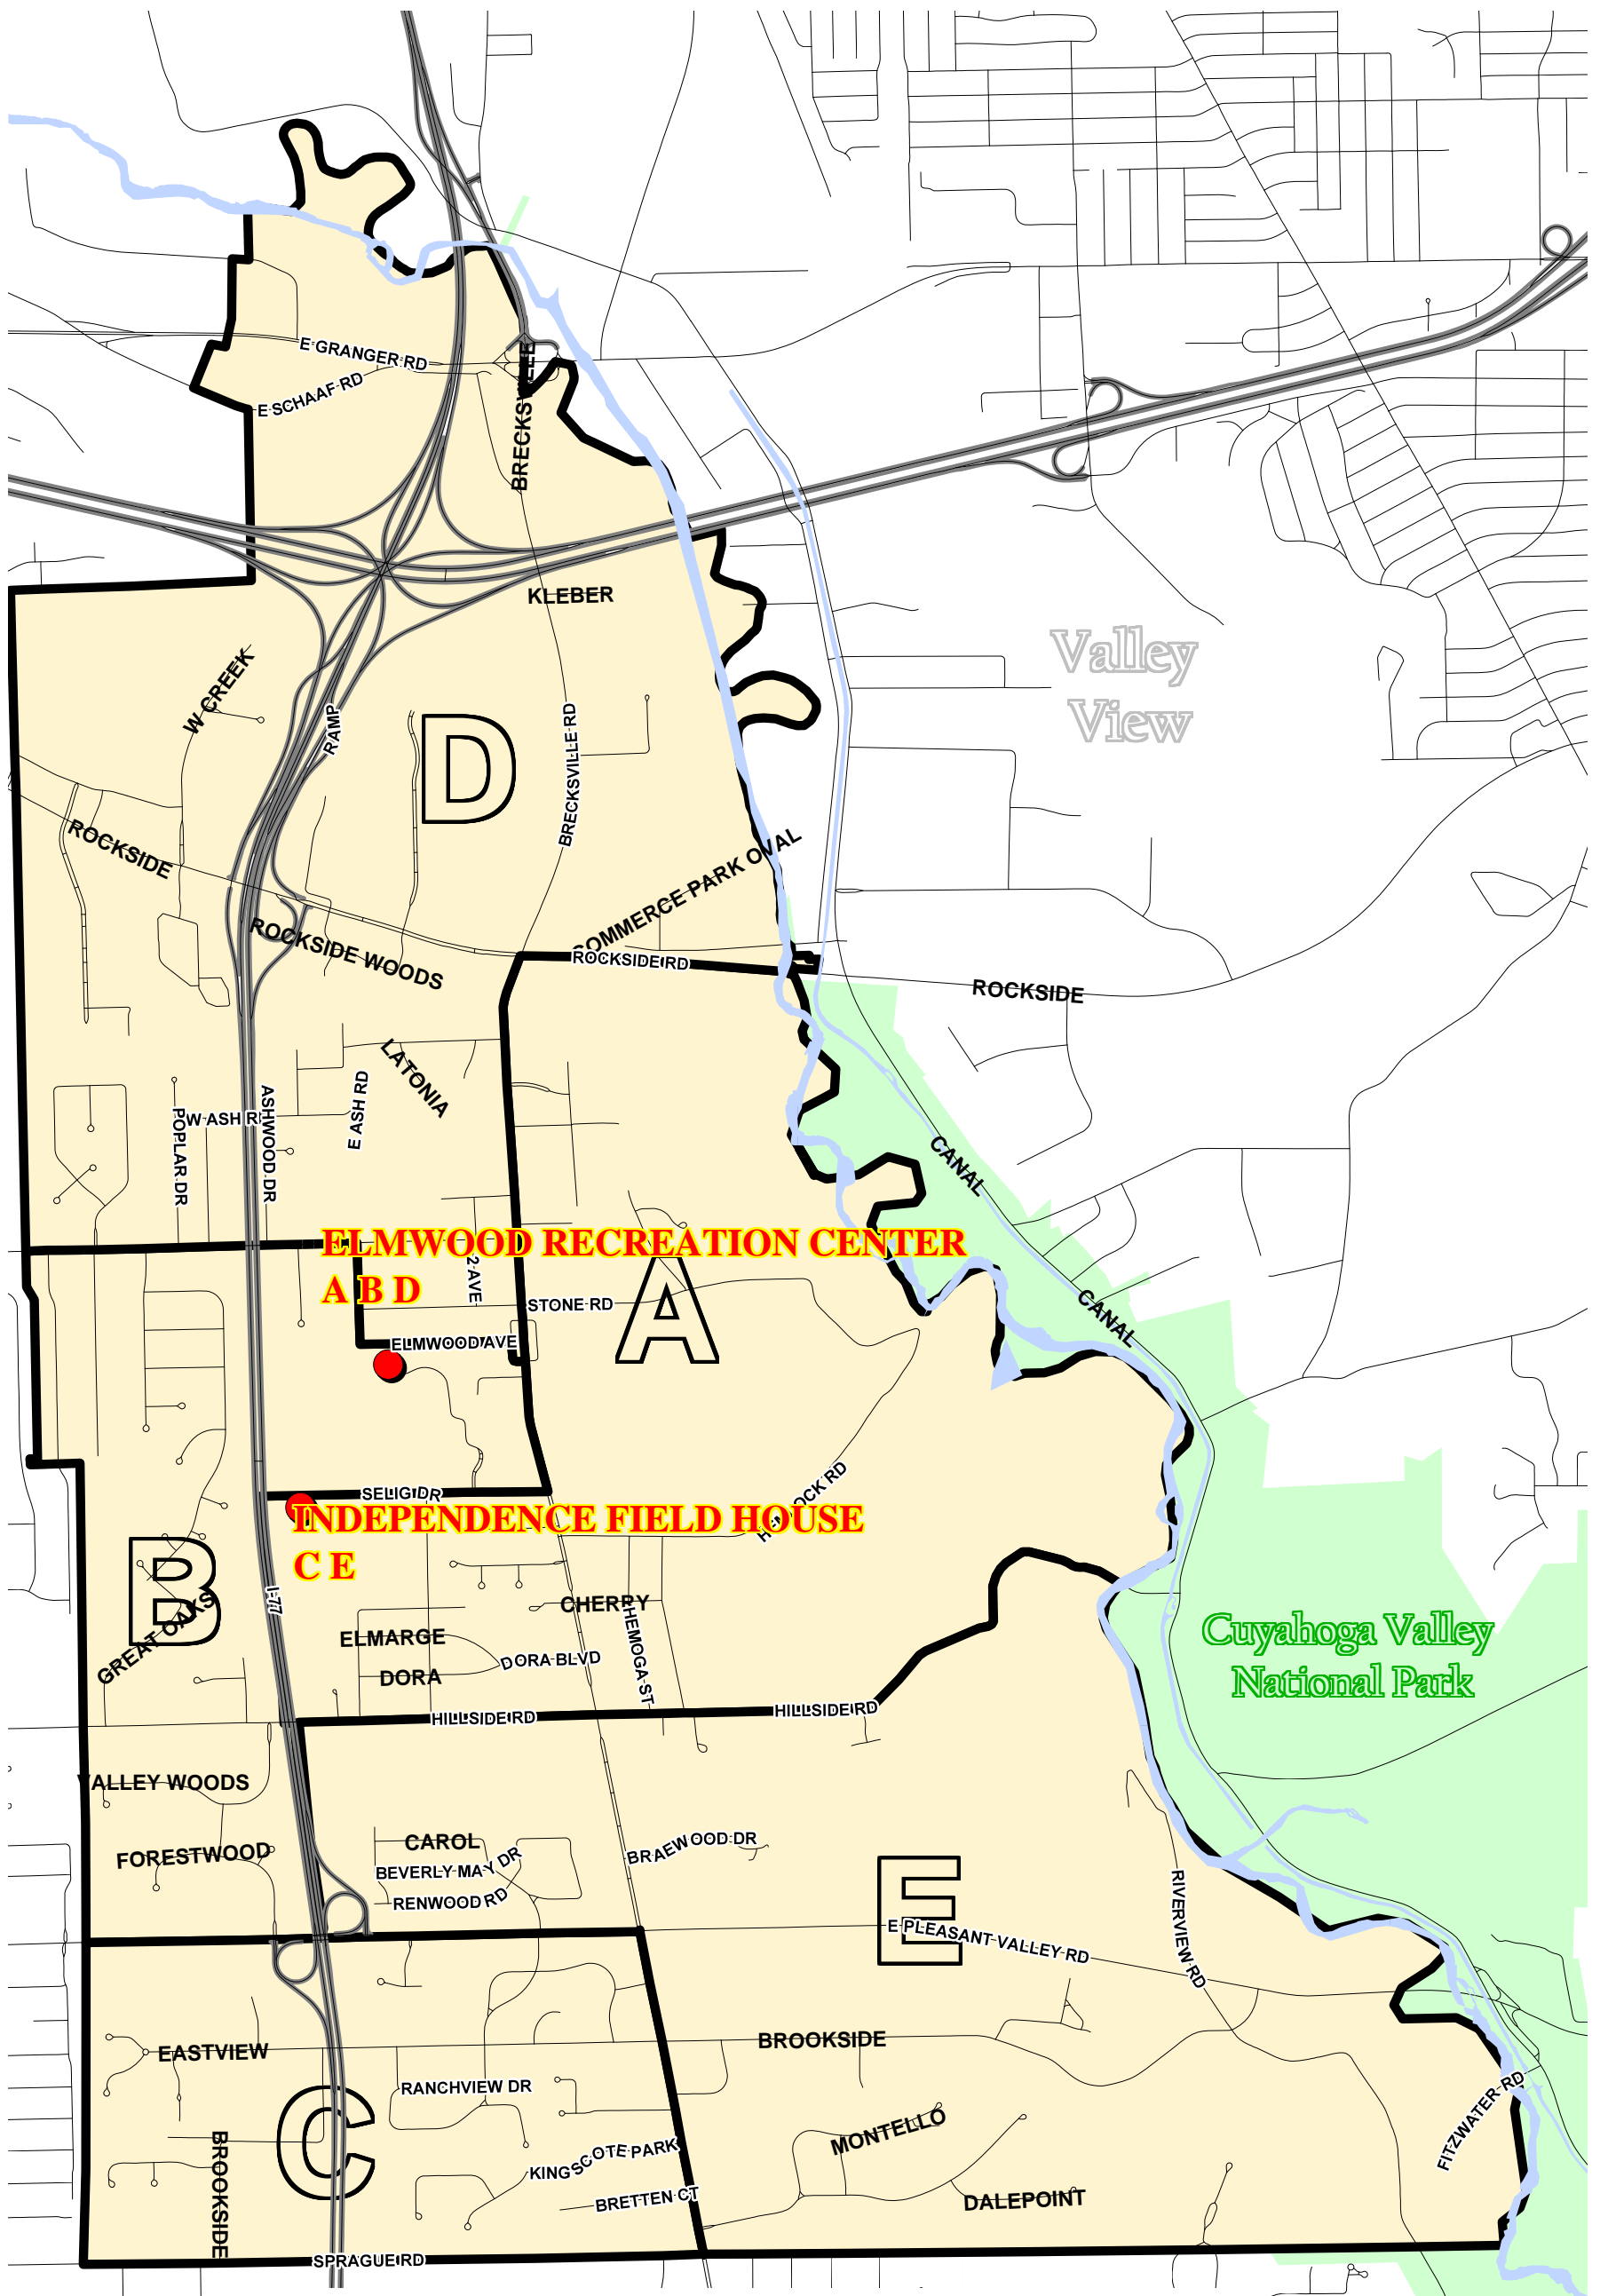 E GRANGER RD
E SCHAAF RD
BRECKSVILLE
KLEBER
Valley
View
W CREEK
RAMP
D
BRECKSVILLE RD
ROCKSIDE
COMMERCE PARK OVAL
ROCKSIDE WOODS
ROCKSIDE RD
ROCKSIDE
LATONIA
E ASH RD
ASHWOOD DR
W ASH R
POPLAR DR
CANAL
ELMWOOD RECREATION CENTER
A B D
2 AVE
STONE RD
A
CANAL
ELMWOOD AVE
SELIG DR
HEMLOCK RD
INDEPENDENCE FIELD HOUSE
C E
B
I-77
GREAT OAKS
CHERRY
HEMOGA ST
ELMARGE
DORA BLVD
DORA
Cuyahoga Valley
National Park
HILLSIDE RD
HILLSIDE RD
VALLEY WOODS
FORESTWOOD
CAROL
BEVERLY MAY DR
RENWOOD RD
BRAEWOOD DR
E
E PLEASANT VALLEY RD
RIVERVIEW RD
EASTVIEW
BROOKSIDE
RANCHVIEW DR
C
FITZWATER RD
MONTELLO
BROOKSIDE
KINGSCOTE PARK
BRETTEN CT
DALEPOINT
SPRAGUE RD